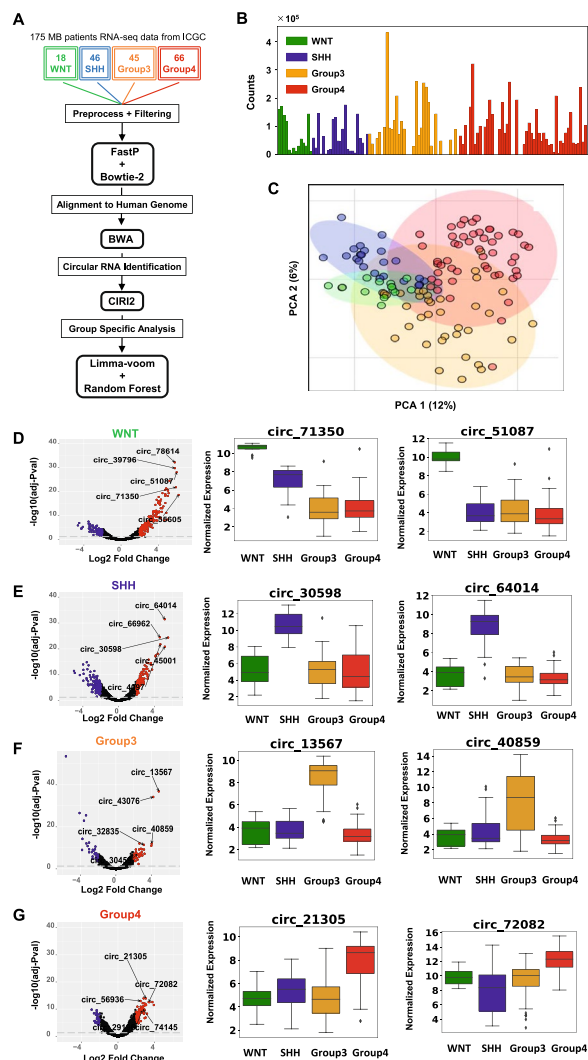 A
175 MB patients RNA-seq data from ICGC
18 46 45 66
WNT SHH Group3 Group4
Preprocess + Filtering
FastP
+
Bowtie-2
Alignment to Human Genome
BWA
Circular RNA Identification
CIRI2
Group Specific Analysis
Limma-voom
+
Random Forest
B
× 10⁵
Counts
4
3
2
1
0
WNT
SHH
Group3
Group4
C
PCA 2 (6%)
PCA 1 (12%)
D
WNT
-log10(adj-Pval)
40
30
20
10
0
circ_78614
circ_39796
circ_51087
circ_71350
-4 0 4
Log2 Fold Change
circ_71350
Normalized Expression
10
8
6
4
2
WNT SHH Group3 Group4
circ_51087
Normalized Expression
12
10
8
6
4
2
WNT SHH Group3 Group4
E
SHH
-log10(adj-Pval)
40
30
20
10
0
circ_64014
circ_66962
circ_30598
circ_45001
-4 0 4
Log2 Fold Change
circ_30598
Normalized Expression
12
10
8
6
4
2
WNT SHH Group3 Group4
circ_64014
Normalized Expression
10
8
6
4
2
WNT SHH Group3 Group4
F
Group3
-log10(adj-Pval)
40
20
0
circ_13567
circ_43076
circ_32835
circ_40859
-4 0 4
Log2 Fold Change
circ_13567
Normalized Expression
10
8
6
4
2
WNT SHH Group3 Group4
circ_40859
Normalized Expression
14
12
10
8
6
4
2
WNT SHH Group3 Group4
G
Group4
-log10(adj-Pval)
40
30
20
10
0
circ_21305
circ_72082
circ_56936
circ_74145
-4 0 4
Log2 Fold Change
circ_21305
Normalized Expression
10
8
6
4
2
WNT SHH Group3 Group4
circ_72082
Normalized Expression
16
14
12
10
8
6
4
WNT SHH Group3 Group4